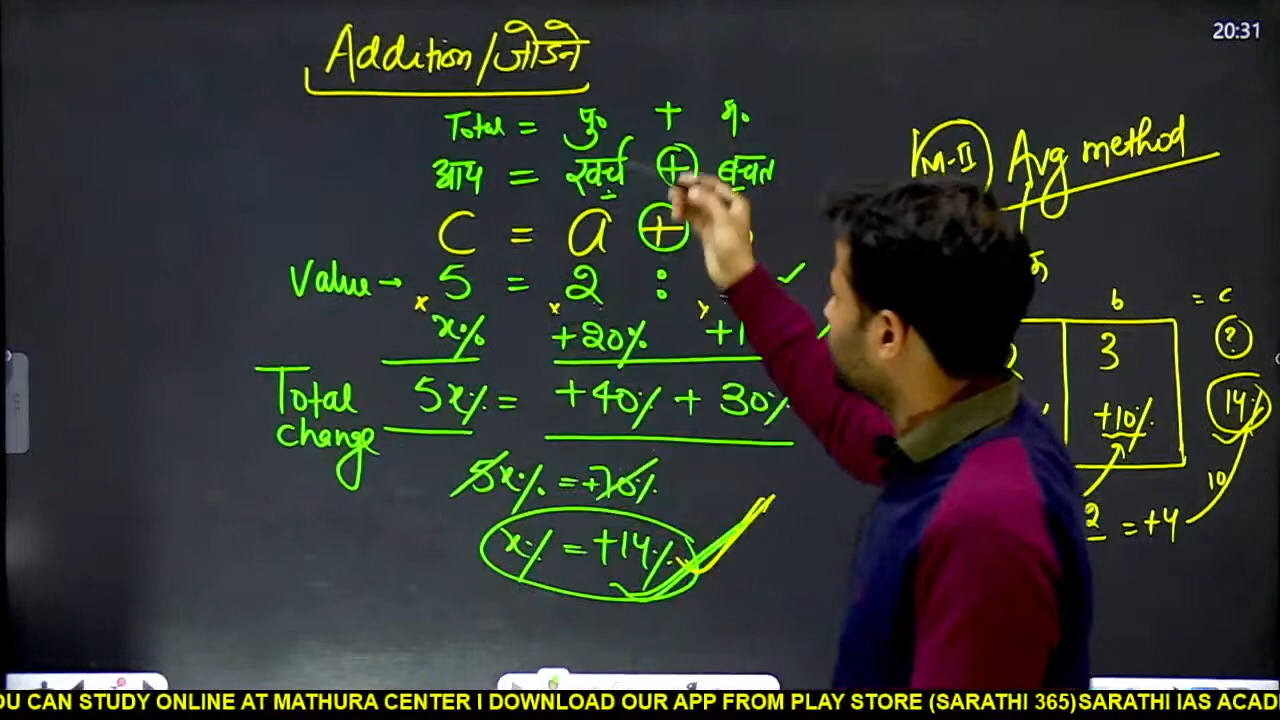 20:31
Addition/जोडने
Total = पु० + म०
आय = खर्च + बचत
C = a +
Value → 5 = 2 :
x% +20% +1
Total change 5x% = +40% + 30%
5x% = +70%
x% = +14%
M-II Avg method
b = c
3 ?
+10% 14%
10
2 = +4
OU CAN STUDY ONLINE AT MATHURA CENTER I DOWNLOAD OUR APP FROM PLAY STORE (SARATHI 365)SARATHI IAS ACAD